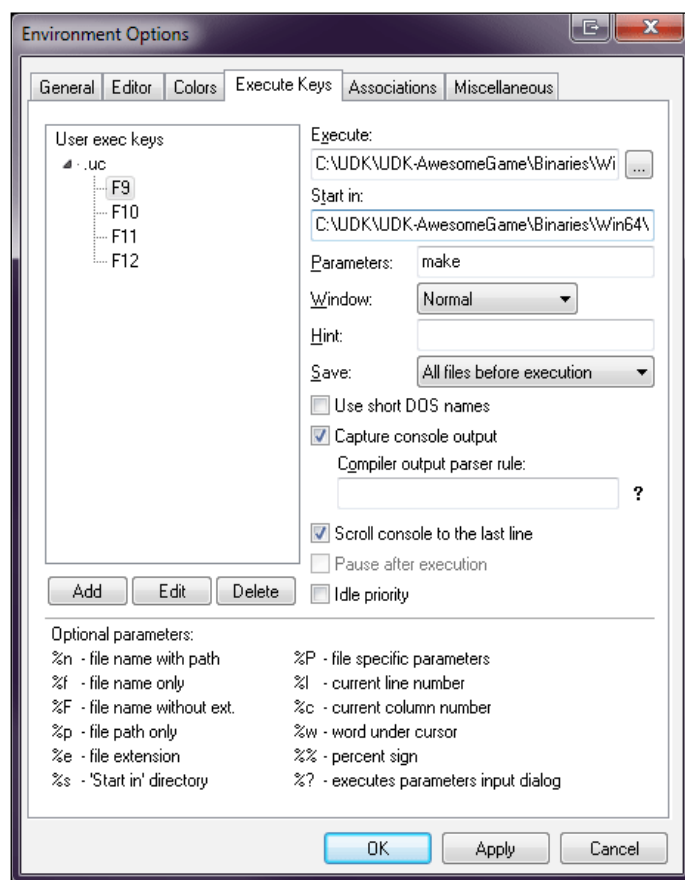 Environment Options
General Editor Colors Execute Keys Associations Miscellaneous
User exec keys
.uc
F9
F10
F11
F12
Add Edit Delete
Execute:
C:\UDK\UDK-AwesomeGame\Binaries\Wi ...
Start in:
C:\UDK\UDK-AwesomeGame\Binaries\Win64\
Parameters: make
Window: Normal
Hint:
Save: All files before execution
Use short DOS names
Capture console output
Compiler output parser rule:
?
Scroll console to the last line
Pause after execution
Idle priority
Optional parameters:
%n - file name with path
%f - file name only
%F - file name without ext.
%p - file path only
%e - file extension
%s - 'Start in' directory
%P - file specific parameters
%l - current line number
%c - current column number
%w - word under cursor
%% - percent sign
%? - executes parameters input dialog
OK Apply Cancel